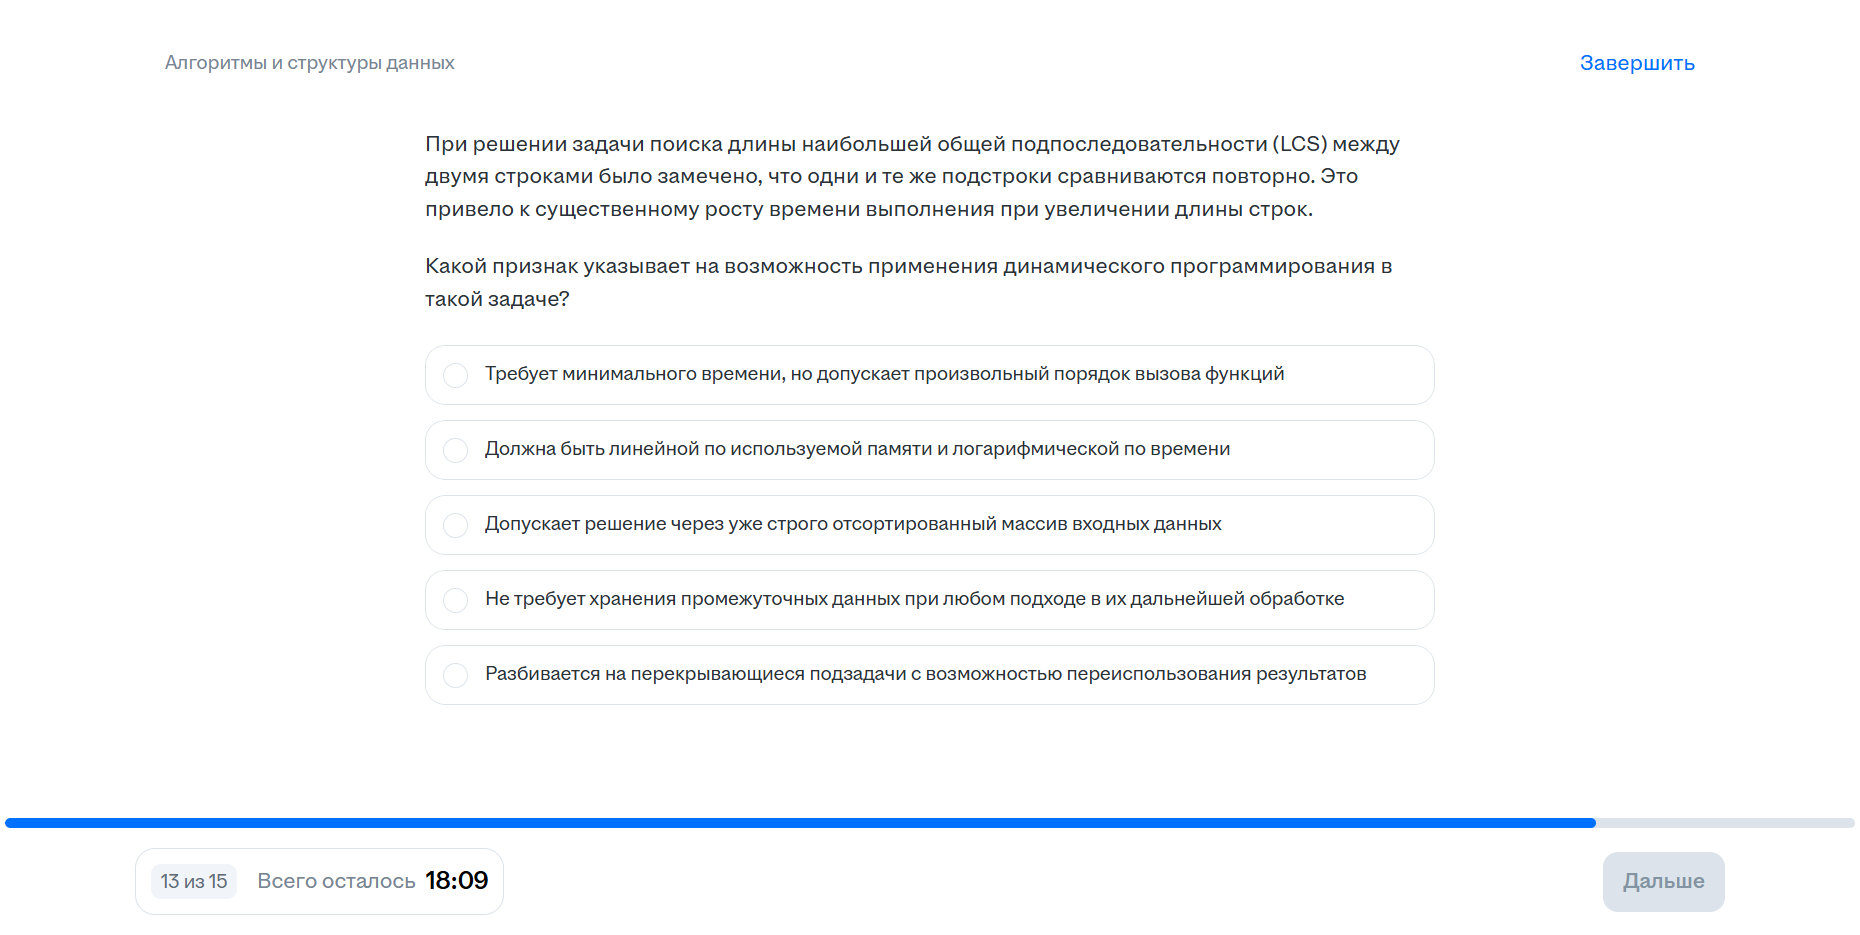 Алгоритмы и структуры данных
Завершить
При решении задачи поиска длины наибольшей общей подпоследовательности (LCS) между
двумя строками было замечено, что одни и те же подстроки сравниваются повторно. Это
привело к существенному росту времени выполнения при увеличении длины строк.
Какой признак указывает на возможность применения динамического программирования в
такой задаче?
Требует минимального времени, но допускает произвольный порядок вызова функций
Должна быть линейной по используемой памяти и логарифмической по времени
Допускает решение через уже строго отсортированный массив входных данных
Не требует хранения промежуточных данных при любом подходе в их дальнейшей обработке
Разбивается на перекрывающиеся подзадачи с возможностью переиспользования результатов
13 из 15
Всего осталось 18:09
Дальше